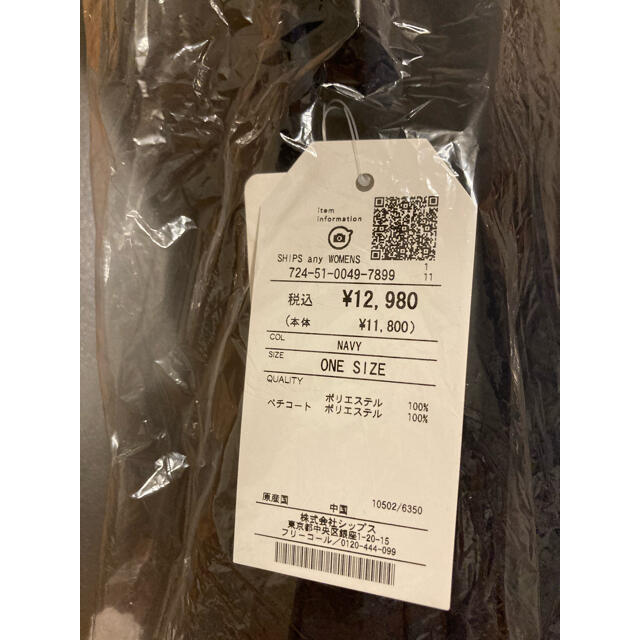 item
information
SHIPS any WOMENS 1
724-51-0049-7899 11
税込 ¥12,980
(本体 ¥11,800)
COL NAVY
SIZE ONE SIZE
QUALITY
ポリエステル 100%
ペチコート ポリエステル 100%
原産国 中国 10502/6350
株式会社シップス
東京都中央区銀座1-20-15
フリーコール/0120-444-099